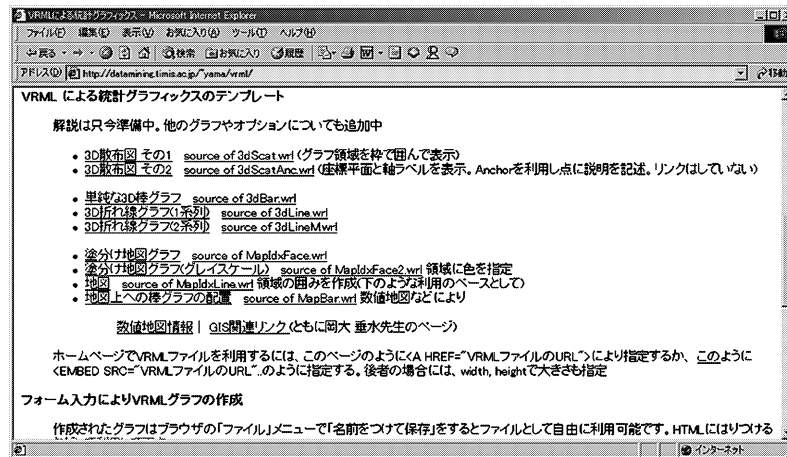 VRMLによる統計グラフィックス - Microsoft Internet Explorer
ファイル(F) 編集(E) 表示(V) お気に入り(A) ツール(T) ヘルプ(H)
戻る 検索 お気に入り 履歴
アドレス(D) http://datamining.timis.ac.jp/~yama/vrml/ 移動
VRML による統計グラフィックスのテンプレート
解説は只今準備中。他のグラフやオプションについても追加中
• 3D散布図 その1 source of 3dScat.wrl (グラフ領域を枠で囲んで表示)
• 3D散布図 その2 source of 3dScatAnc.wrl (座標平面と軸ラベルを表示。Anchorを利用し点に説明を記述。リンクはしていない)
• 単純な3D棒グラフ source of 3dBar.wrl
• 3D折れ線グラフ(1系列) source of 3dLine.wrl
• 3D折れ線グラフ(2系列) source of 3dLineM.wrl
• 塗分け地図グラフ source of MapIdxFace.wrl
• 塗分け地図グラフ(グレイスケール) source of MapIdxFace2.wrl 領域に色を指定
• 地図 source of MapIdxLine.wrl 領域の囲みを作成(下のような利用のベースとして)
• 地図上への棒グラフの配置 source of MapBar.wrl 数値地図などにより
数値地図情報 | GIS関連リンク (ともに岡大 垂水先生のページ)
ホームページでVRMLファイルを利用するには、このページのように<A HREF="VRMLファイルのURL">により指定するか、このように
<EMBED SRC="VRMLファイルのURL"..のように指定する。後者の場合には、width, heightで大きさも指定
フォーム入力によりVRMLグラフの作成
作成されたグラフはブラウザの「ファイル」メニューで「名前をつけて保存」をするとファイルとして自由に利用可能です。HTMLにはりつける
インターネット